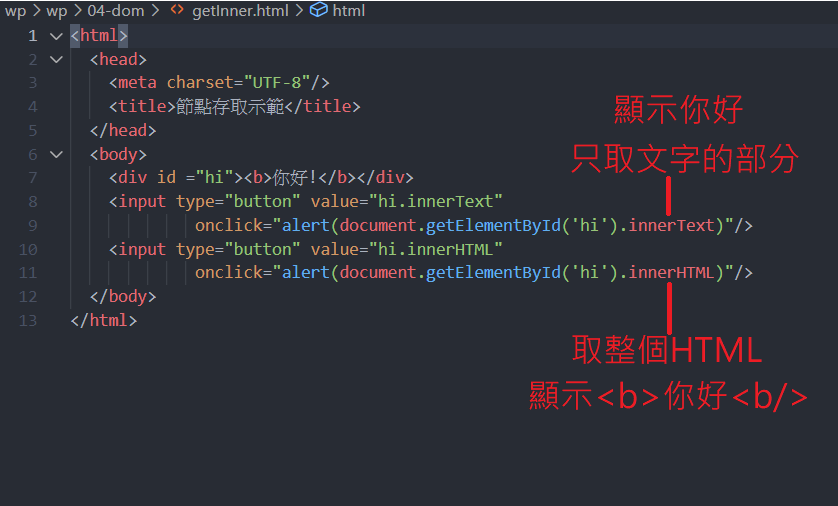 wp > wp > 04-dom > <> getInner.html > html
1 <html>
2 <head>
3 <meta charset="UTF-8"/>
4 <title>節點存取示範</title>
5 </head>
6 <body>
7 <div id ="hi"><b>你好!</b></div>
8 <input type="button" value="hi.innerText"
9 onclick="alert(document.getElementById('hi').innerText)"/>
10 <input type="button" value="hi.innerHTML"
11 onclick="alert(document.getElementById('hi').innerHTML)"/>
12 </body>
13 </html>
顯示你好
只取文字的部分
取整個HTML
顯示<b>你好<b/>